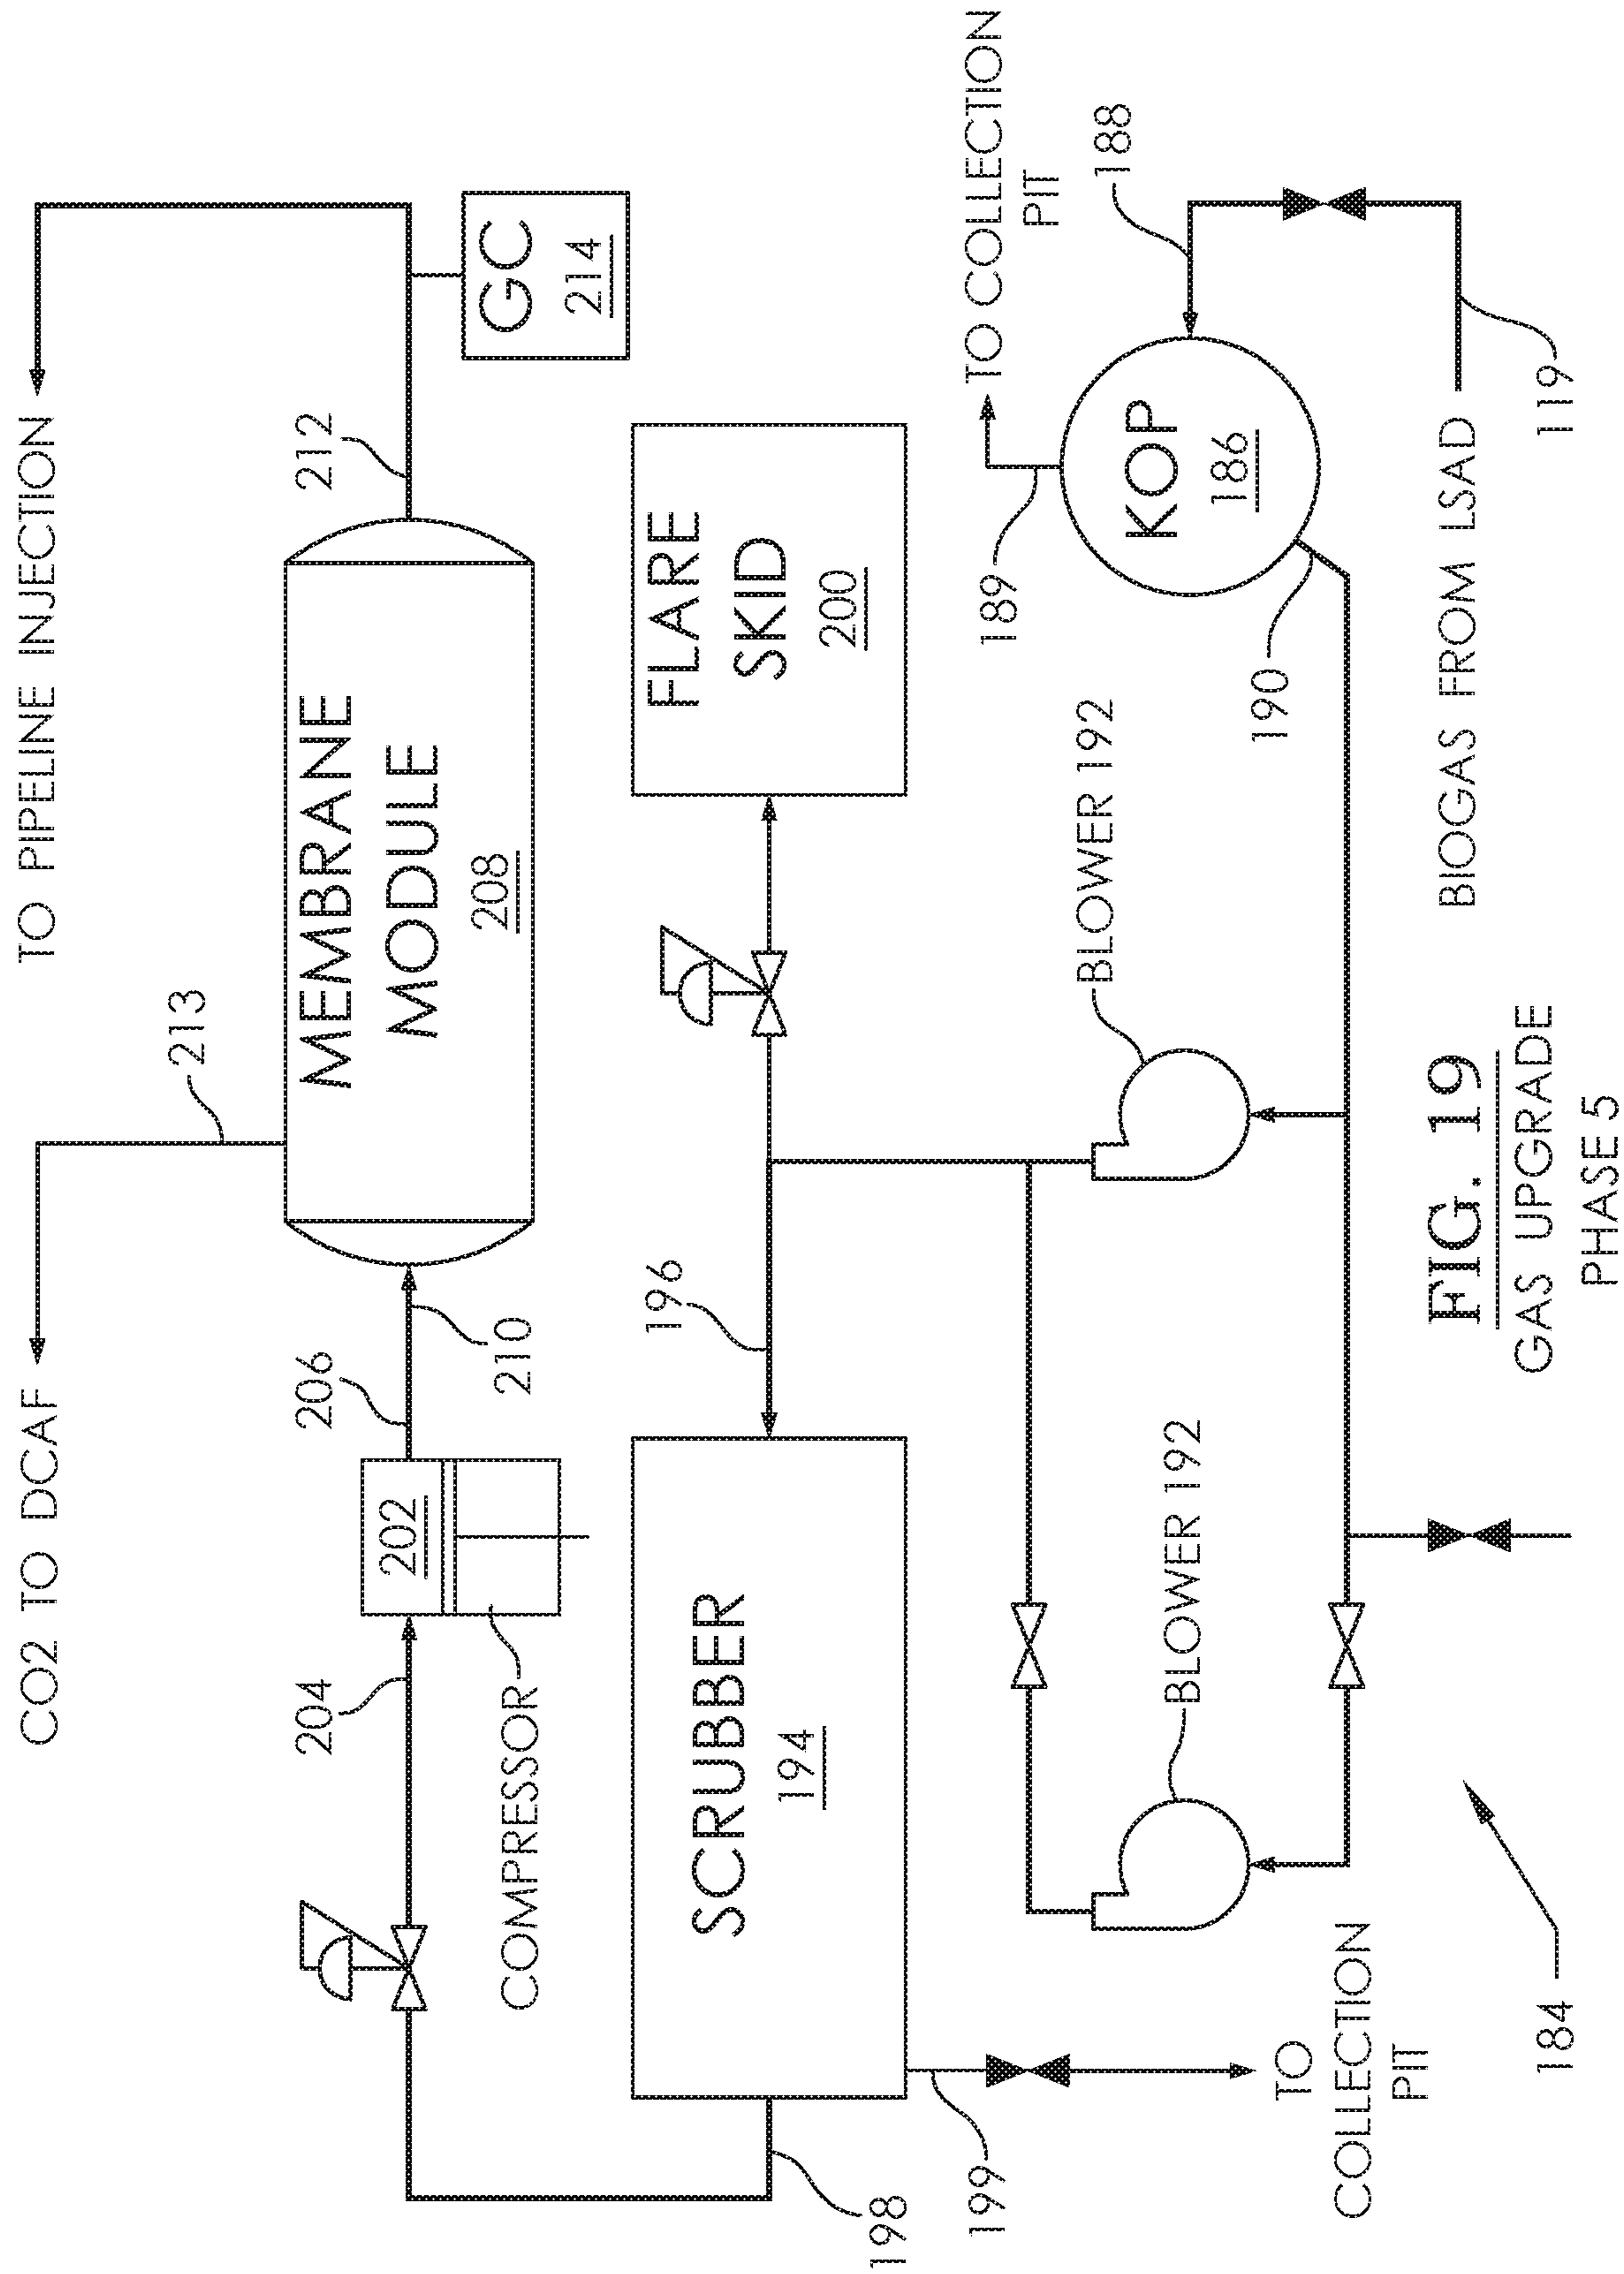 CO2 TO DCAF
TO PIPELINE INJECTION
213
204
206
212
202
210
COMPRESSOR
MEMBRANE
MODULE
208
GC
214
196
198
SCRUBBER
194
199
FLARE
SKID
200
TO COLLECTION
PIT
189
188
KOP
186
190
BLOWER 192
BLOWER 192
TO
COLLECTION
PIT
BIOGAS FROM LSAD
119
184
FIG. 19
GAS UPGRADE
PHASE 5